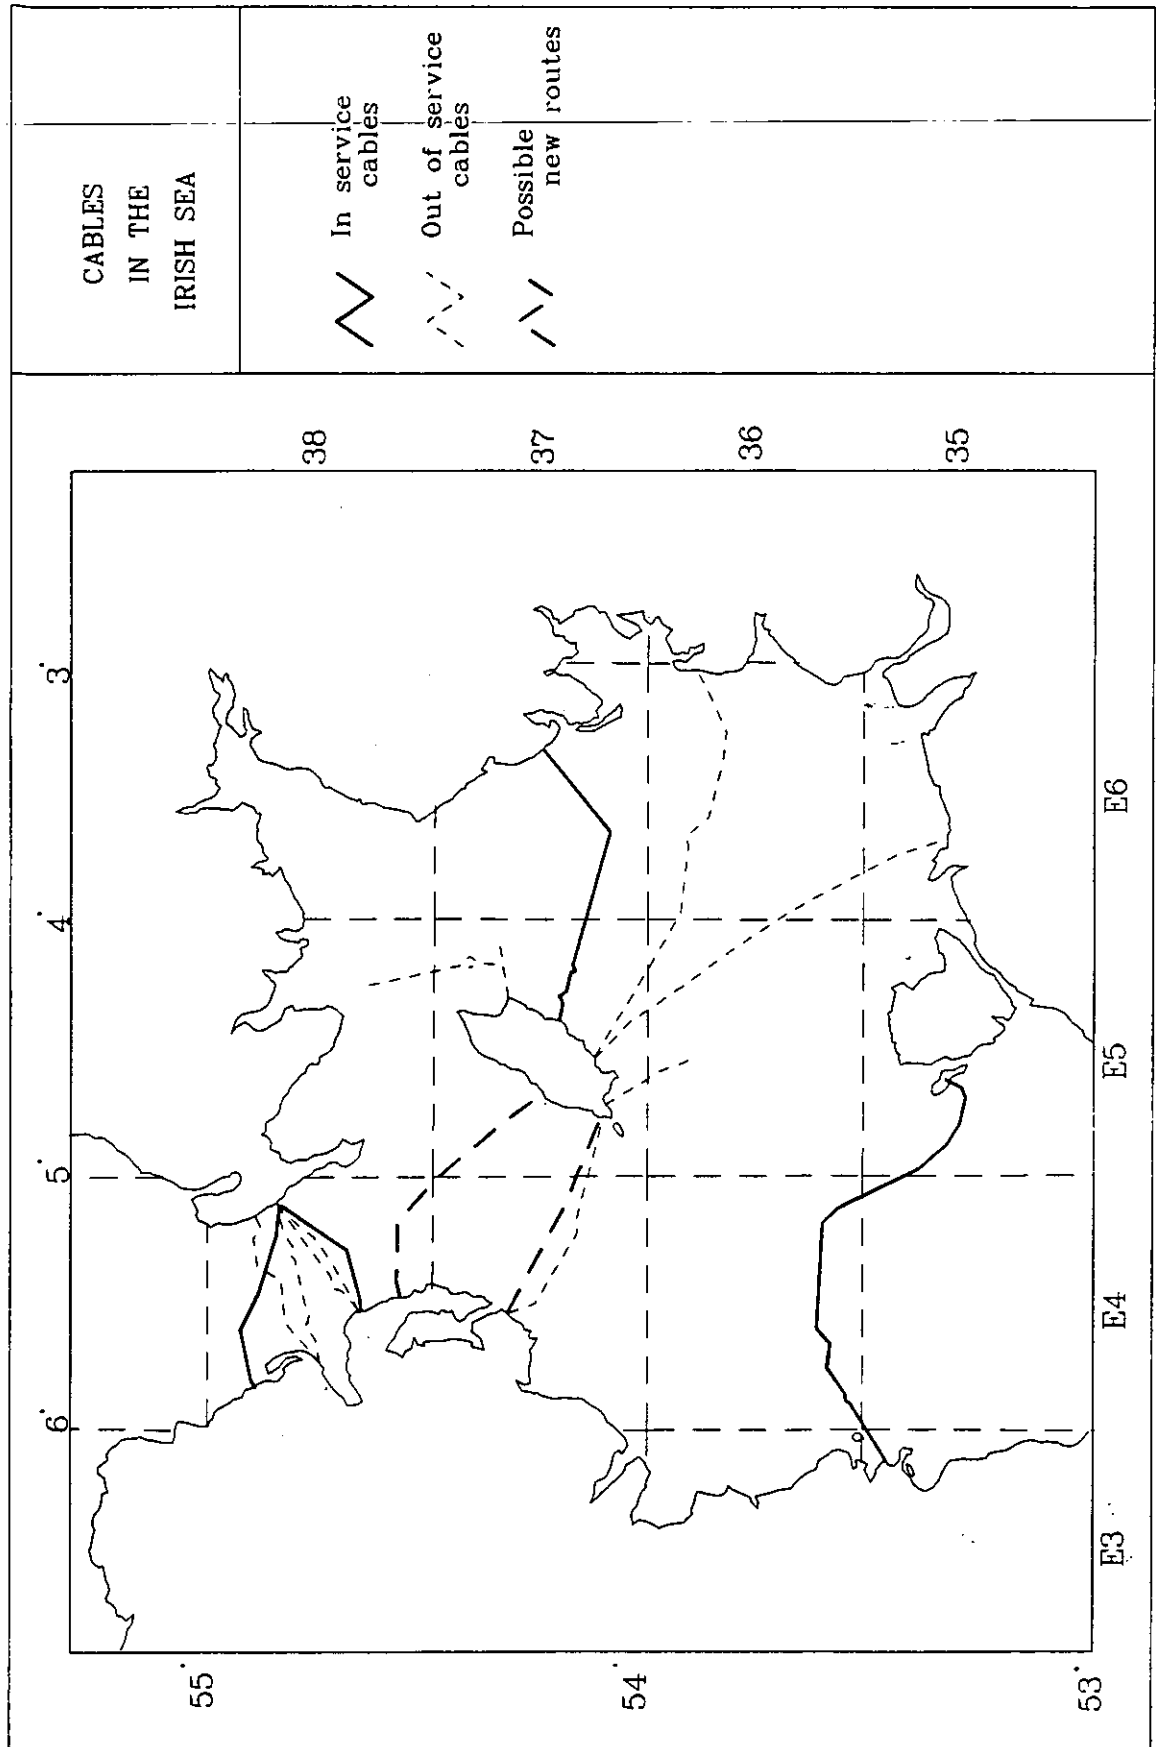 CABLES
IN THE
IRISH SEA
In service
cables
Out of service
cables
Possible
new routes
6°
5°
4°
3°
55°
54°
53°
38
37
36
35
E3
E4
E5
E6